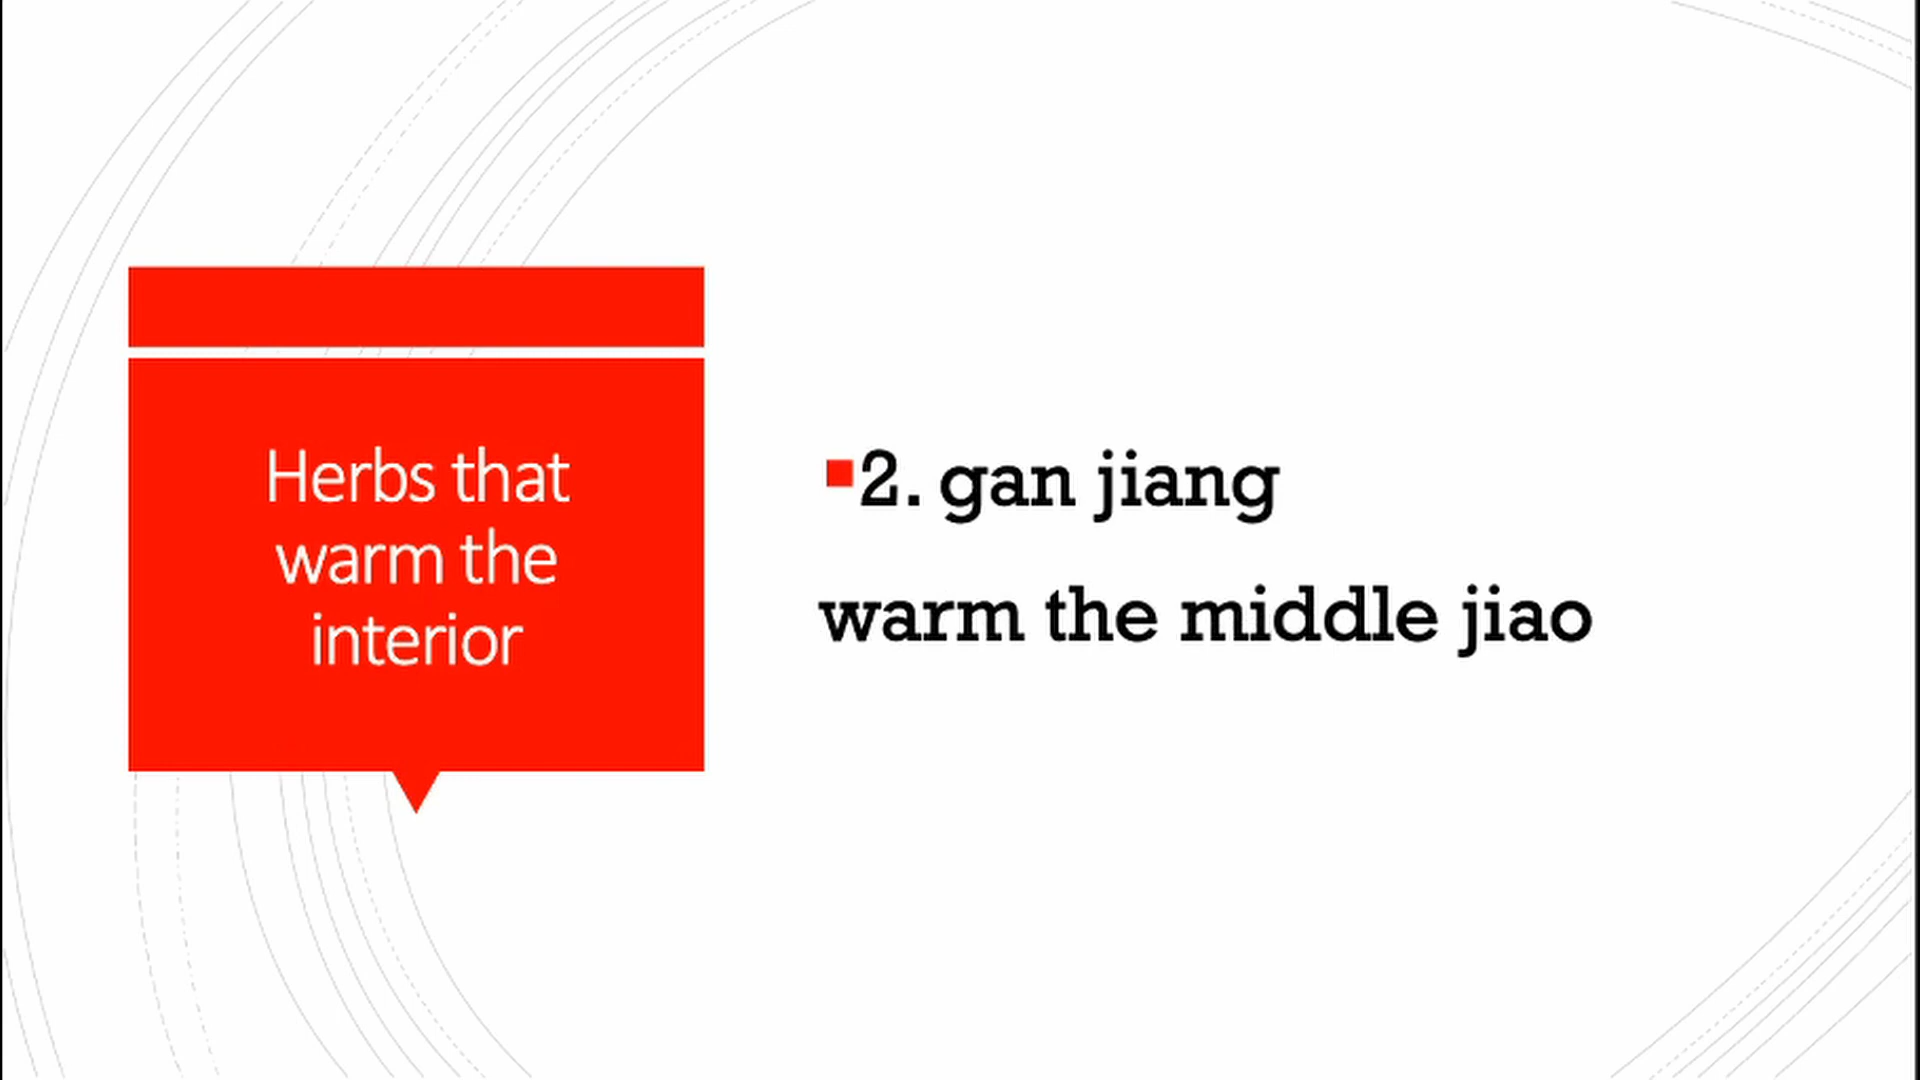 Herbs that
warm the
interior
2. gan jiang
warm the middle jiao